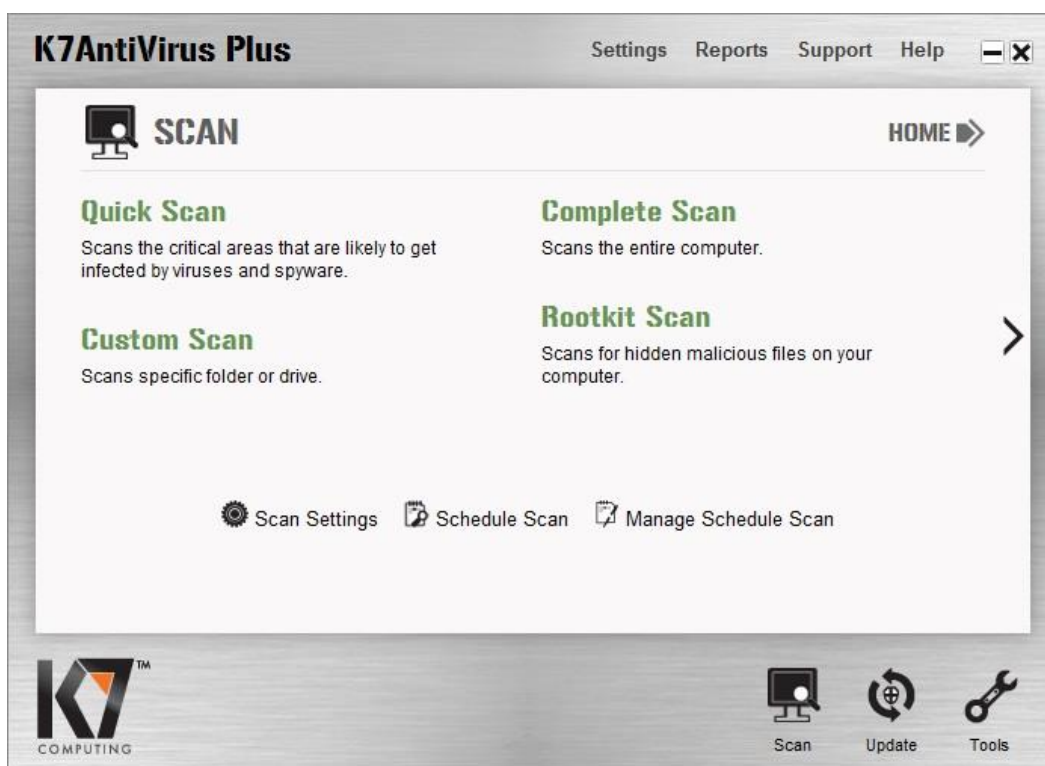 K7AntiVirus Plus
Settings Reports Support Help
SCAN
HOME
Quick Scan
Scans the critical areas that are likely to get
infected by viruses and spyware.
Complete Scan
Scans the entire computer.
Custom Scan
Scans specific folder or drive.
Rootkit Scan
Scans for hidden malicious files on your
computer.
Scan Settings Schedule Scan Manage Schedule Scan
K7 TM
COMPUTING
Scan Update Tools